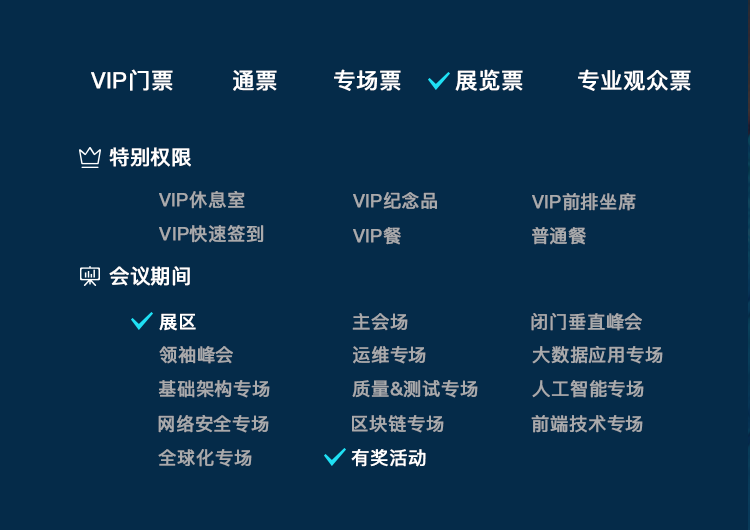 VIP门票 通票 专场票 展览票 专业观众票
特别权限
VIP休息室 VIP纪念品 VIP前排坐席
VIP快速签到 VIP餐 普通餐
会议期间
展区 主会场 闭门垂直峰会
领袖峰会 运维专场 大数据应用专场
基础架构专场 质量&测试专场 人工智能专场
网络安全专场 区块链专场 前端技术专场
全球化专场 有奖活动